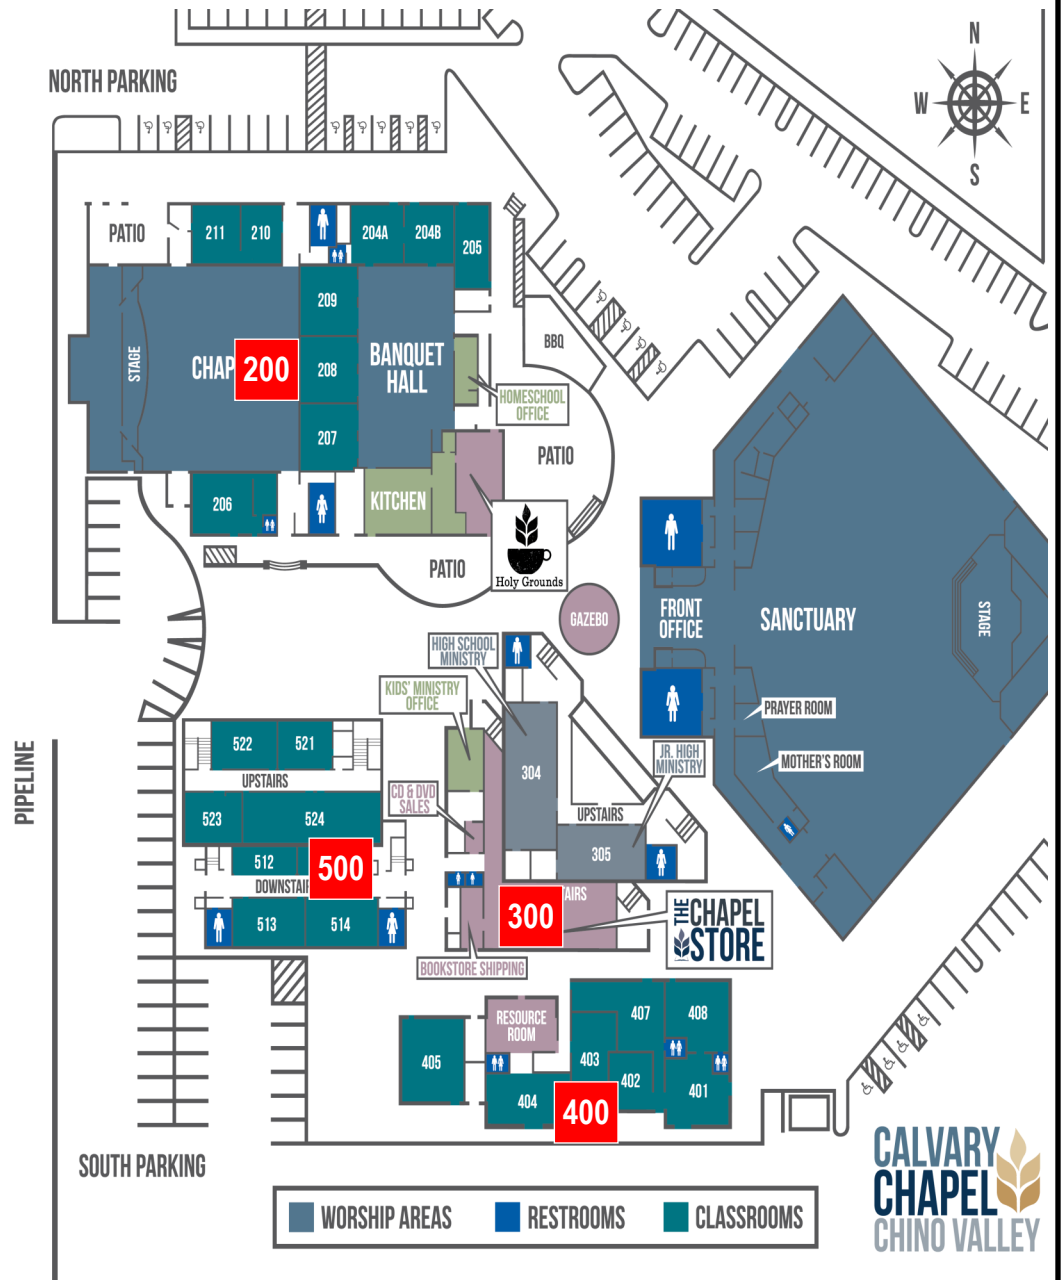 N
W
E
S
NORTH PARKING
PATIO
211
210
204A
204B
205
209
208
207
STAGE
CHAP
200
BANQUET
HALL
BBQ
HOMESCHOOL
OFFICE
PATIO
206
KITCHEN
Holy Grounds
PATIO
GAZEBO
FRONT
OFFICE
SANCTUARY
STAGE
PRAYER ROOM
MOTHER'S ROOM
HIGH SCHOOL
MINISTRY
KIDS' MINISTRY
OFFICE
JR. HIGH
MINISTRY
CD & DVD
SALES
304
UPSTAIRS
305
300
TAIRS
THE
CHAPEL
STORE
BOOKSTORE SHIPPING
PIPELINE
522
521
UPSTAIRS
523
524
512
500
DOWNSTAIR
513
514
RESOURCE
ROOM
405
404
403
402
407
408
401
400
SOUTH PARKING
WORSHIP AREAS
RESTROOMS
CLASSROOMS
CALVARY
CHAPEL
CHINO VALLEY